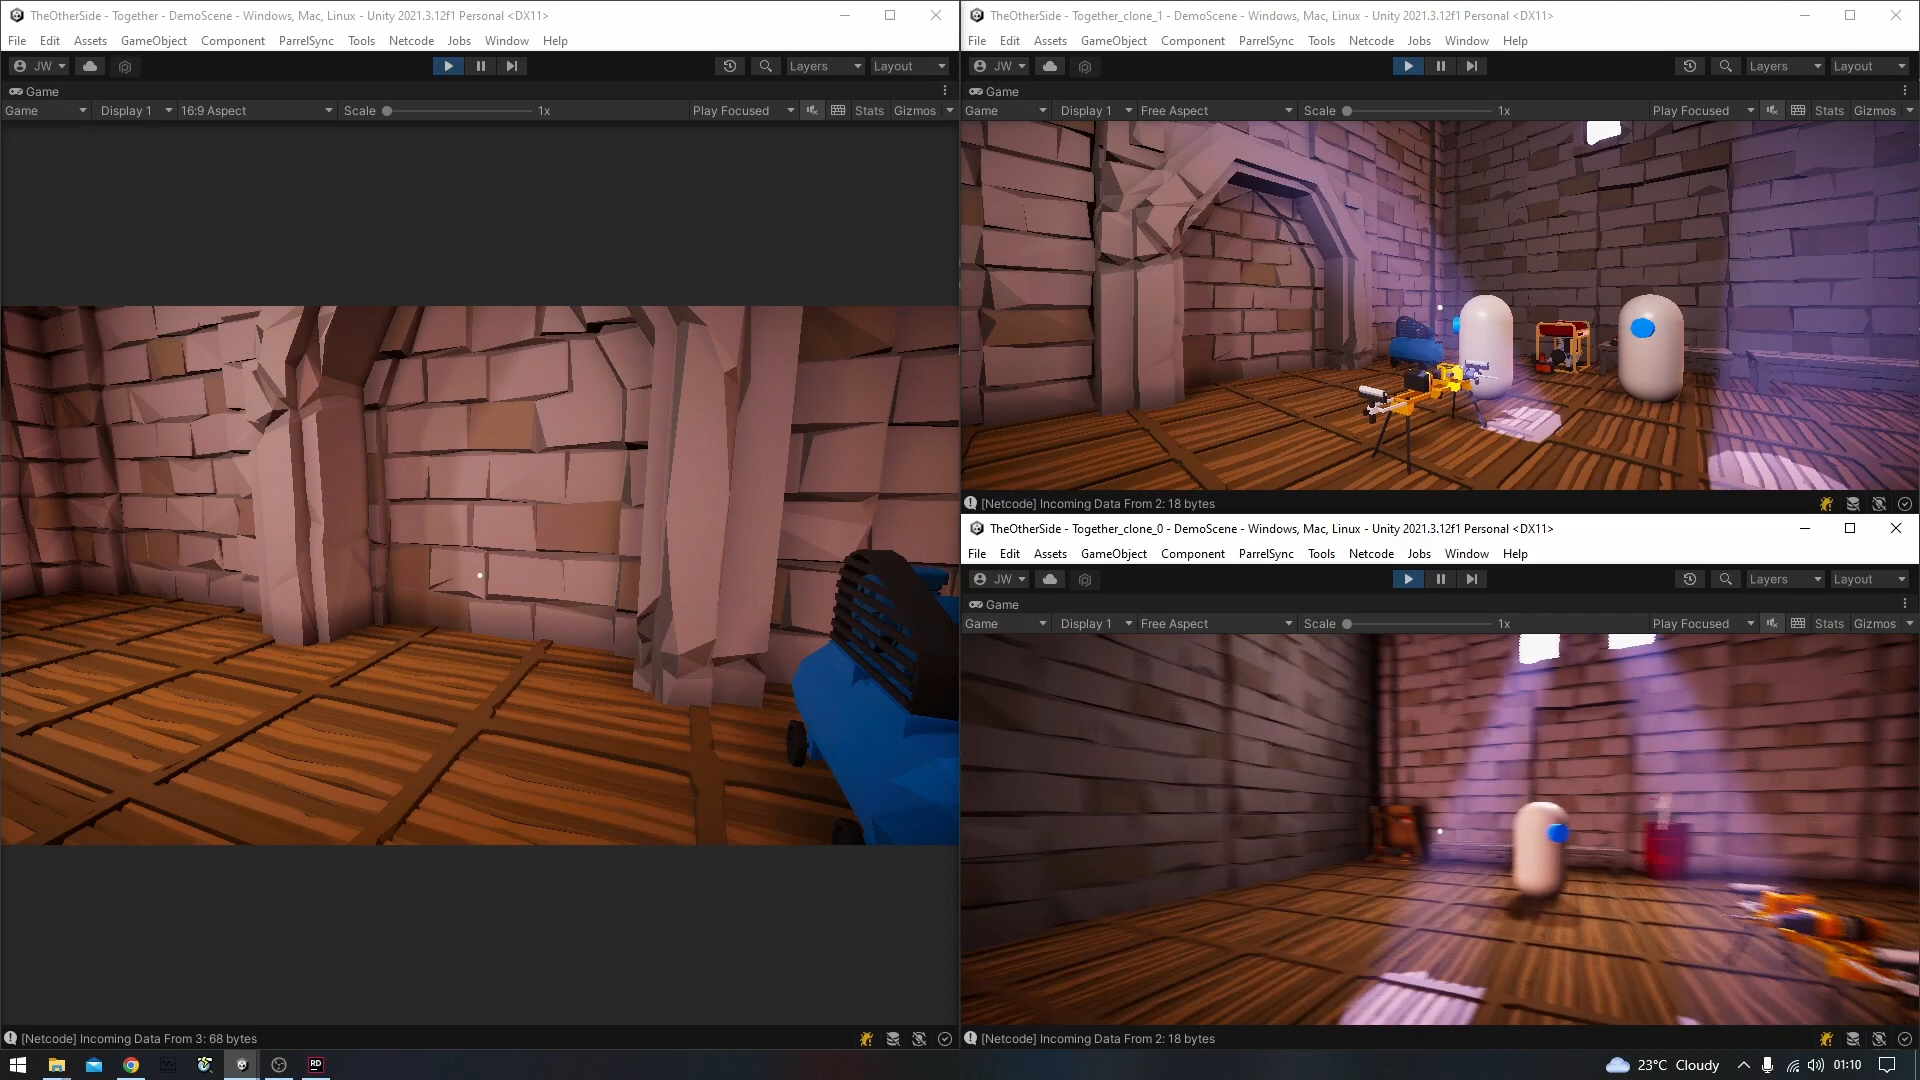 TheOtherSide - Together - DemoScene - Windows, Mac, Linux - Unity 2021.3.12f1 Personal <DX11>
File Edit Assets GameObject Component ParrelSync Tools Netcode Jobs Window Help
JW Layers Layout
Game
Game Display 1 16:9 Aspect Scale 1x Play Focused Stats Gizmos
[Netcode] Incoming Data From 3: 68 bytes
TheOtherSide - Together_clone_1 - DemoScene - Windows, Mac, Linux - Unity 2021.3.12f1 Personal <DX11>
File Edit Assets GameObject Component ParrelSync Tools Netcode Jobs Window Help
JW Layers Layout
Game
Game Display 1 Free Aspect Scale 1x Play Focused Stats Gizmos
[Netcode] Incoming Data From 2: 18 bytes
TheOtherSide - Together_clone_0 - DemoScene - Windows, Mac, Linux - Unity 2021.3.12f1 Personal <DX11>
File Edit Assets GameObject Component ParrelSync Tools Netcode Jobs Window Help
JW Layers Layout
Game
Game Display 1 Free Aspect Scale 1x Play Focused Stats Gizmos
[Netcode] Incoming Data From 2: 18 bytes
RD 23°C Cloudy 01:10